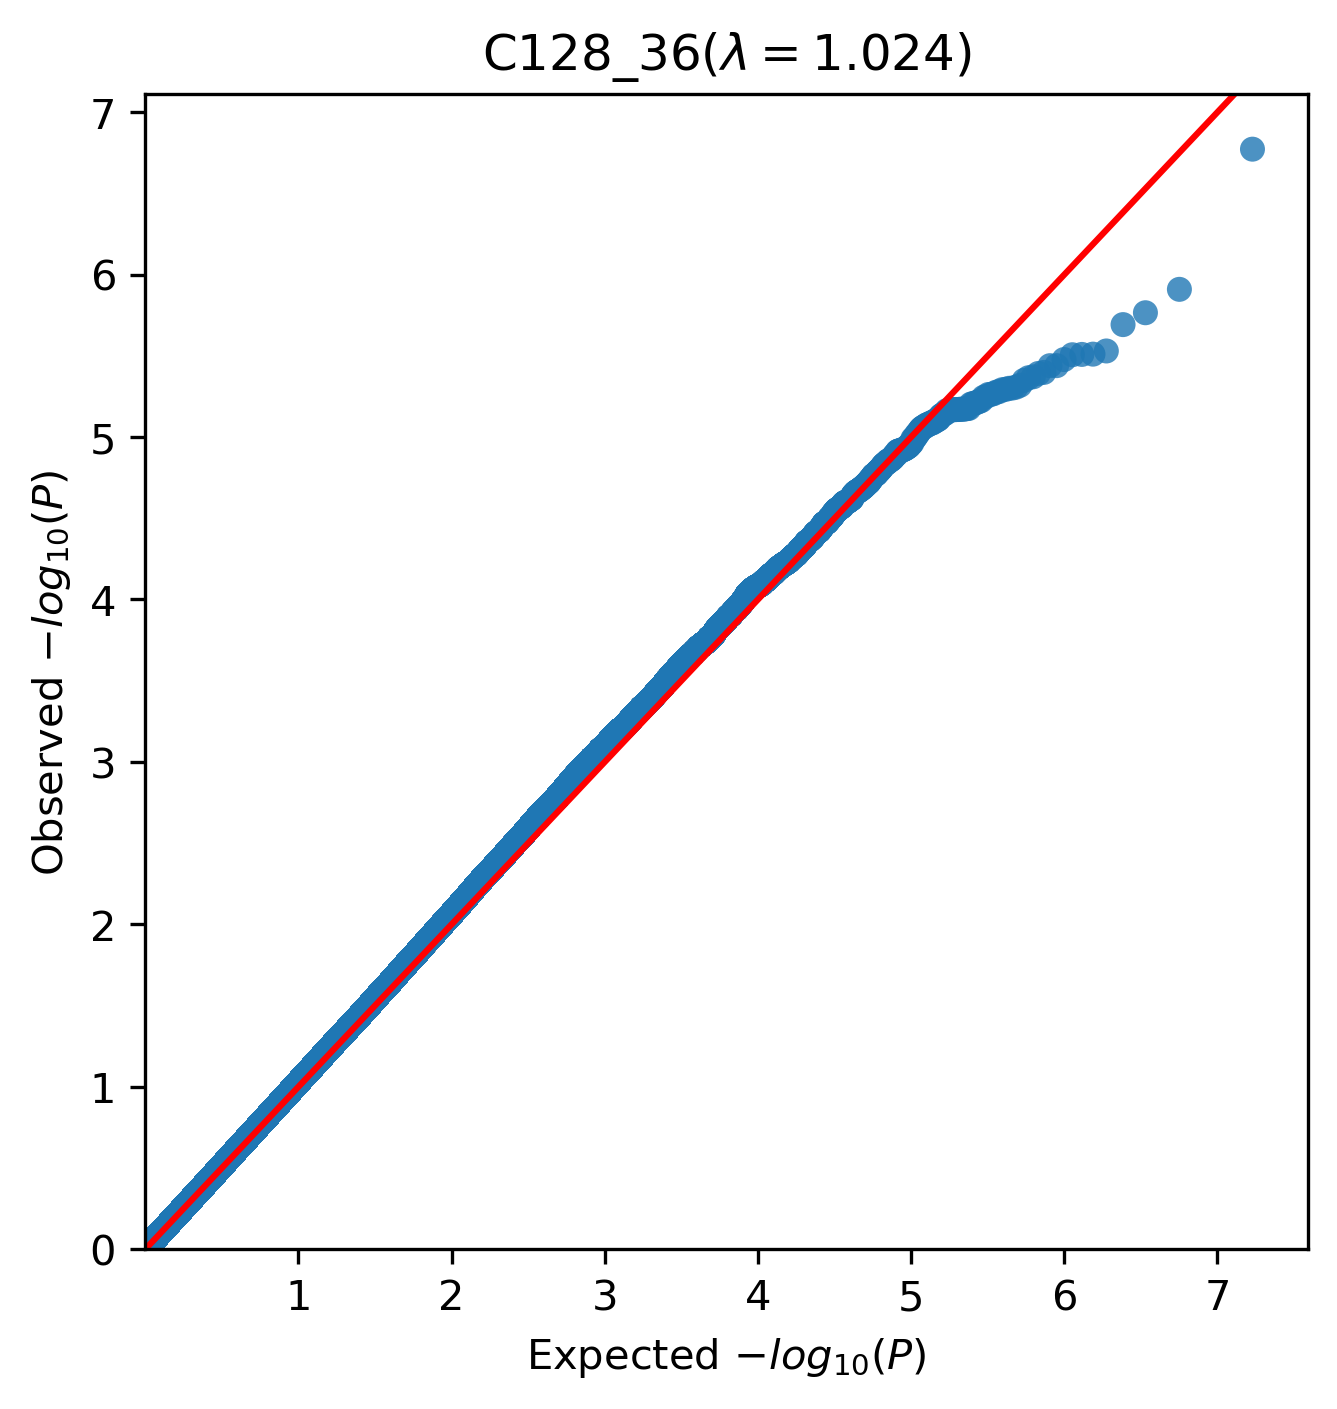 C128_36(λ = 1.024)
Observed −log₁₀(P)
7
6
5
4
3
2
1
0
1 2 3 4 5 6 7
Expected −log₁₀(P)